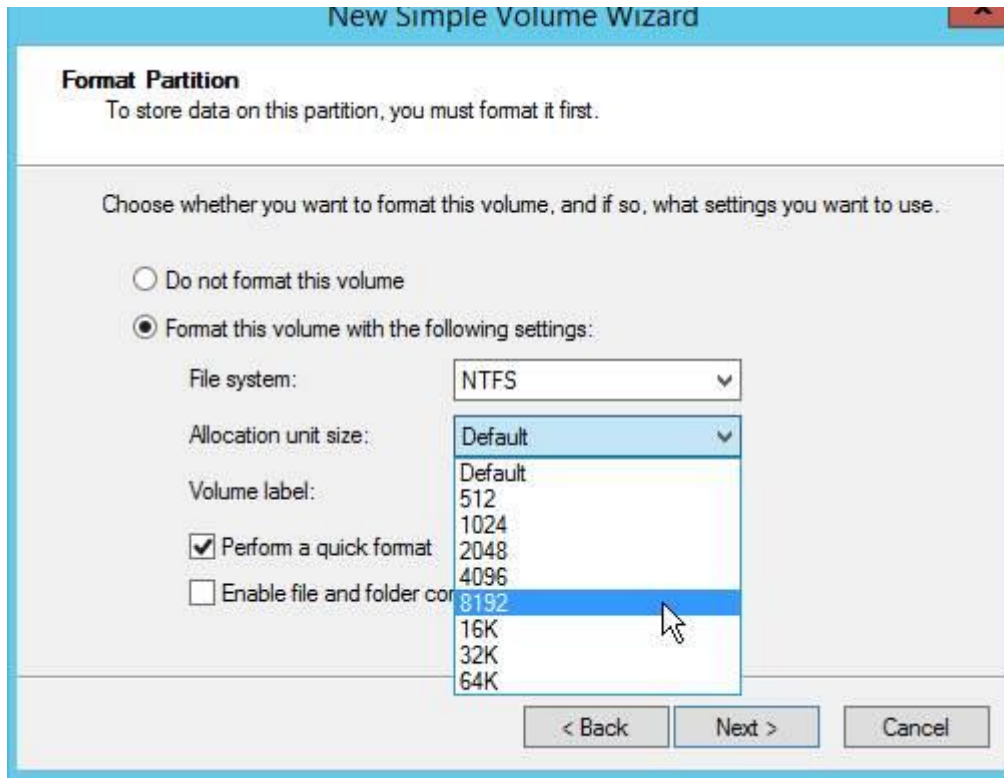 New Simple Volume Wizard
Format Partition
To store data on this partition, you must format it first.
Choose whether you want to format this volume, and if so, what settings you want to use.
Do not format this volume
Format this volume with the following settings:
File system: NTFS
Allocation unit size: Default
Default
Volume label:
512
1024
Perform a quick format
2048
4096
Enable file and folder
8192
16K
32K
64K
< Back Next > Cancel